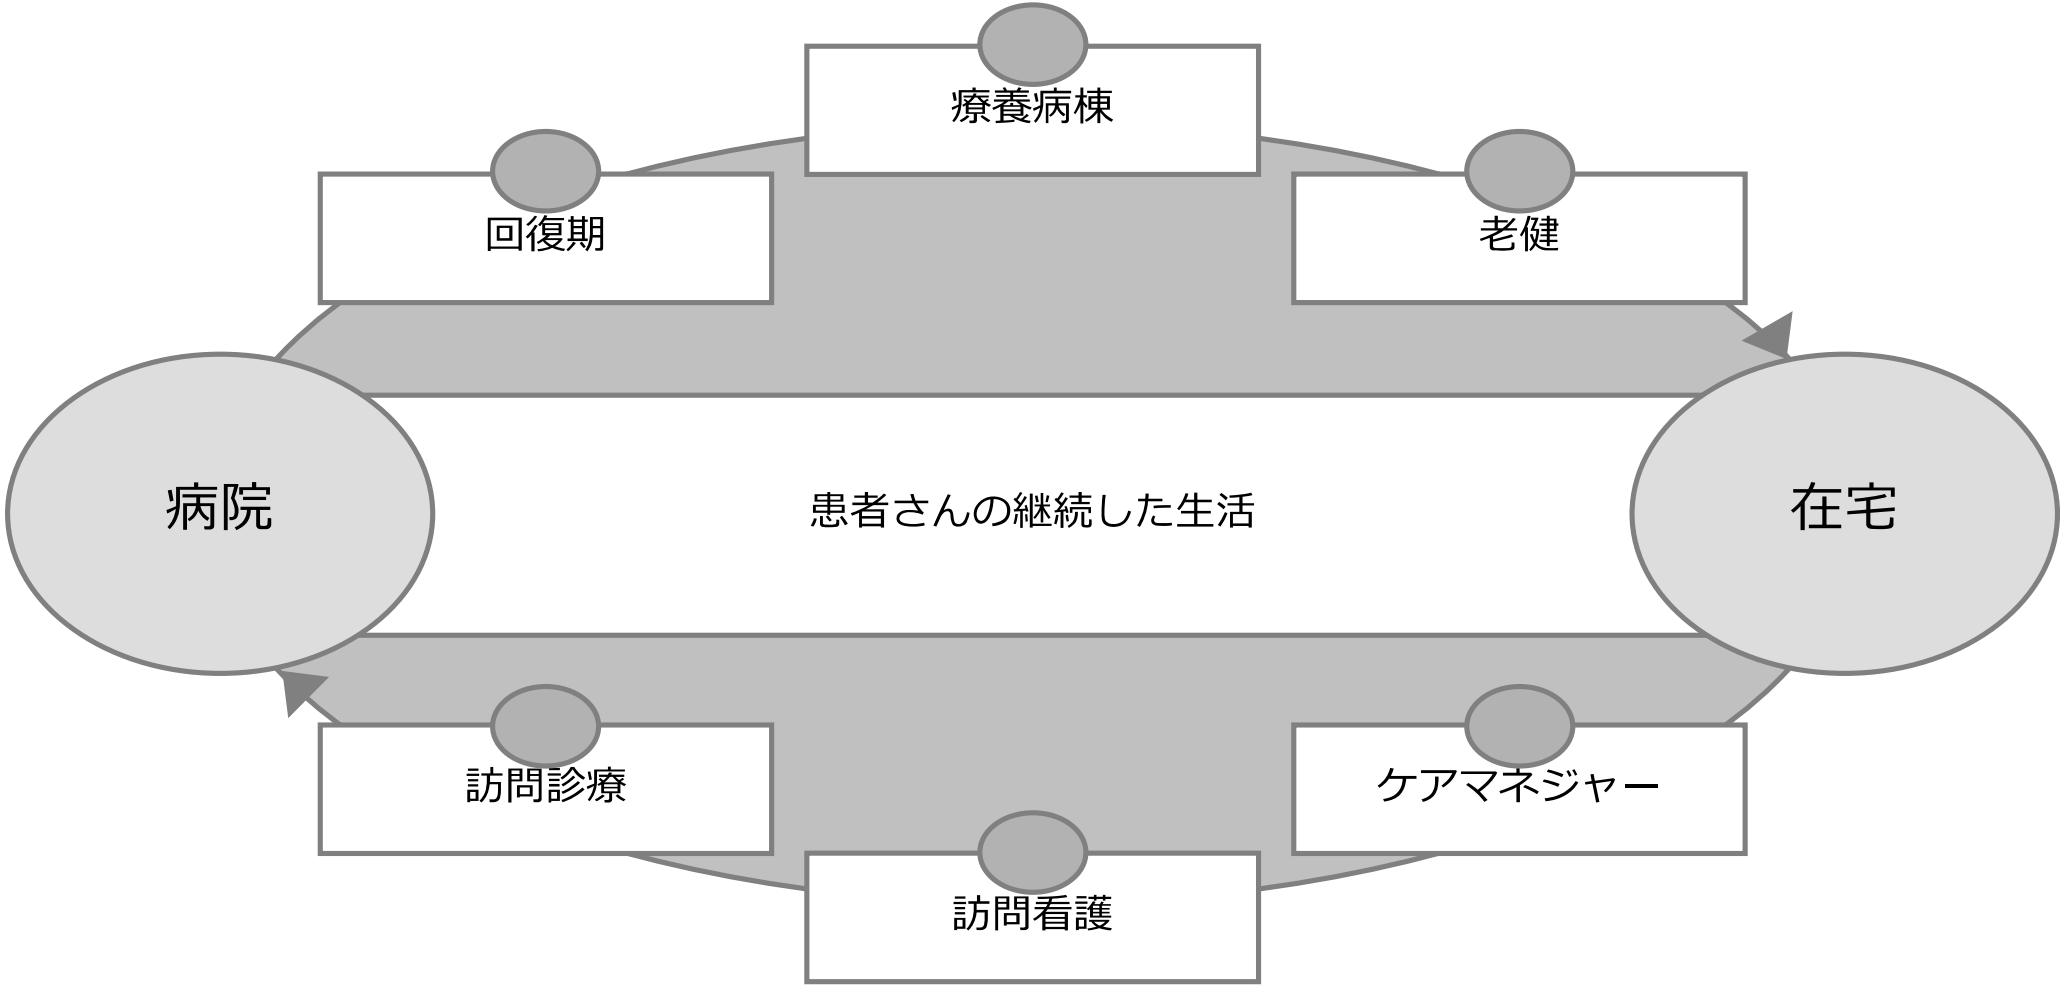 療養病棟
回復期
老健
病院
患者さんの継続した生活
在宅
訪問診療
ケアマネジャー
訪問看護